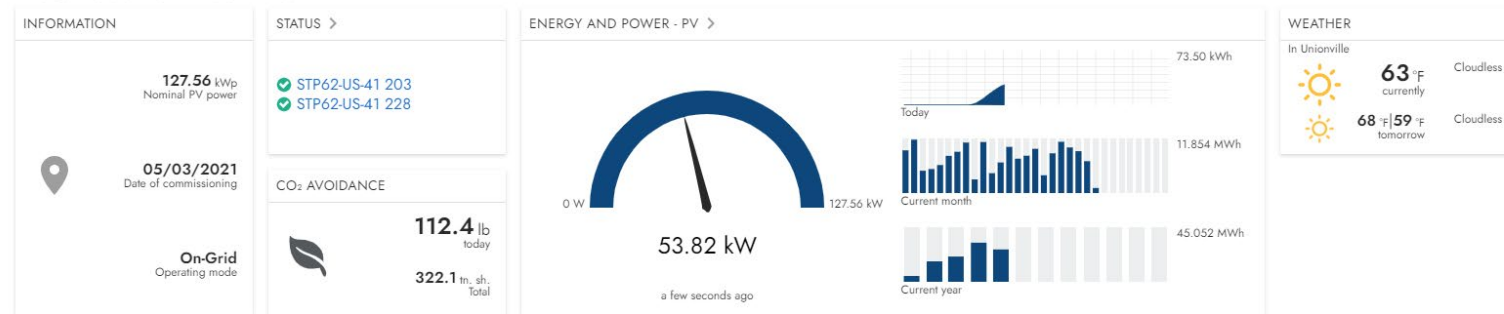 INFORMATION
127.56 kWp
Nominal PV power
05/03/2021
Date of commissioning
On-Grid
Operating mode
STATUS >
STP62-US-41 203
STP62-US-41 228
CO₂ AVOIDANCE
112.4 lb
today
322.1 tn. sh.
Total
ENERGY AND POWER - PV >
0 W
127.56 kW
53.82 kW
a few seconds ago
73.50 kWh
Today
11.854 MWh
Current month
45.052 MWh
Current year
WEATHER
In Unionville
63 °F
currently
Cloudless
68 °F|59 °F
tomorrow
Cloudless